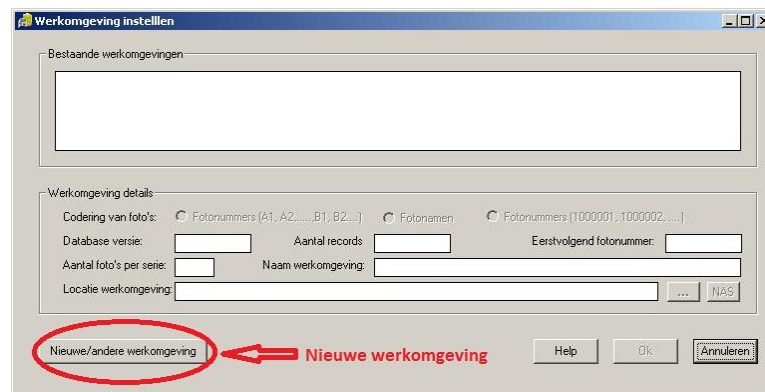 Werkomgeving instelllen
Bestaande werkomgevingen
Werkomgeving details
Codering van foto's: Fotonummers (A1, A2,.....,B1, B2....) Fotonamen Fotonummers (1000001, 1000002, .....)
Database versie: Aantal records Eerstvolgend fotonummer:
Aantal foto's per serie: Naam werkomgeving:
Locatie werkomgeving: ... NAS
Nieuwe/andere werkomgeving Nieuwe werkomgeving Help Ok Annuleren